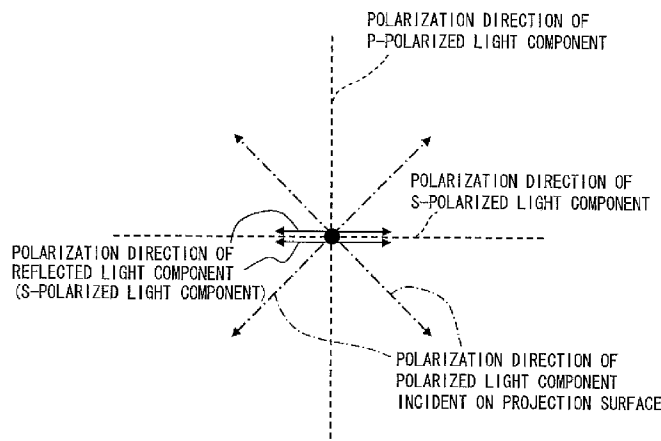 POLARIZATION DIRECTION OF
P-POLARIZED LIGHT COMPONENT
POLARIZATION DIRECTION OF
S-POLARIZED LIGHT COMPONENT
POLARIZATION DIRECTION OF
REFLECTED LIGHT COMPONENT
(S-POLARIZED LIGHT COMPONENT)
POLARIZATION DIRECTION OF
POLARIZED LIGHT COMPONENT
INCIDENT ON PROJECTION SURFACE